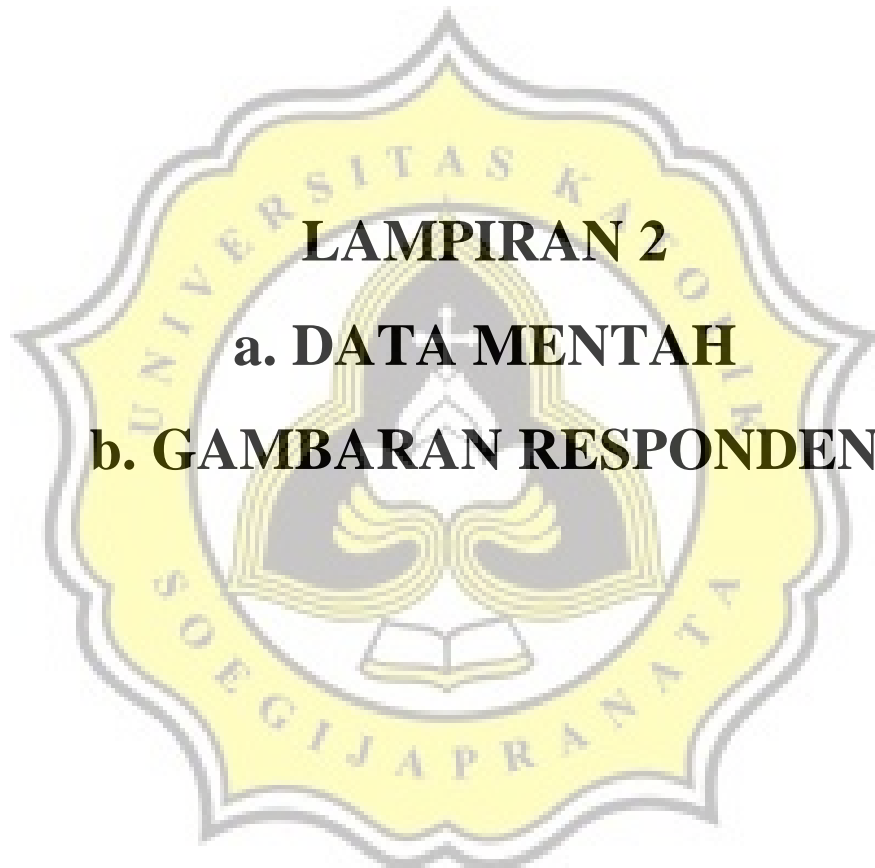 UNIVERSITAS KATOLIK
LAMPIRAN 2
a. DATA MENTAH
b. GAMBARAN RESPONDEN
SOEGIJAPRANATA